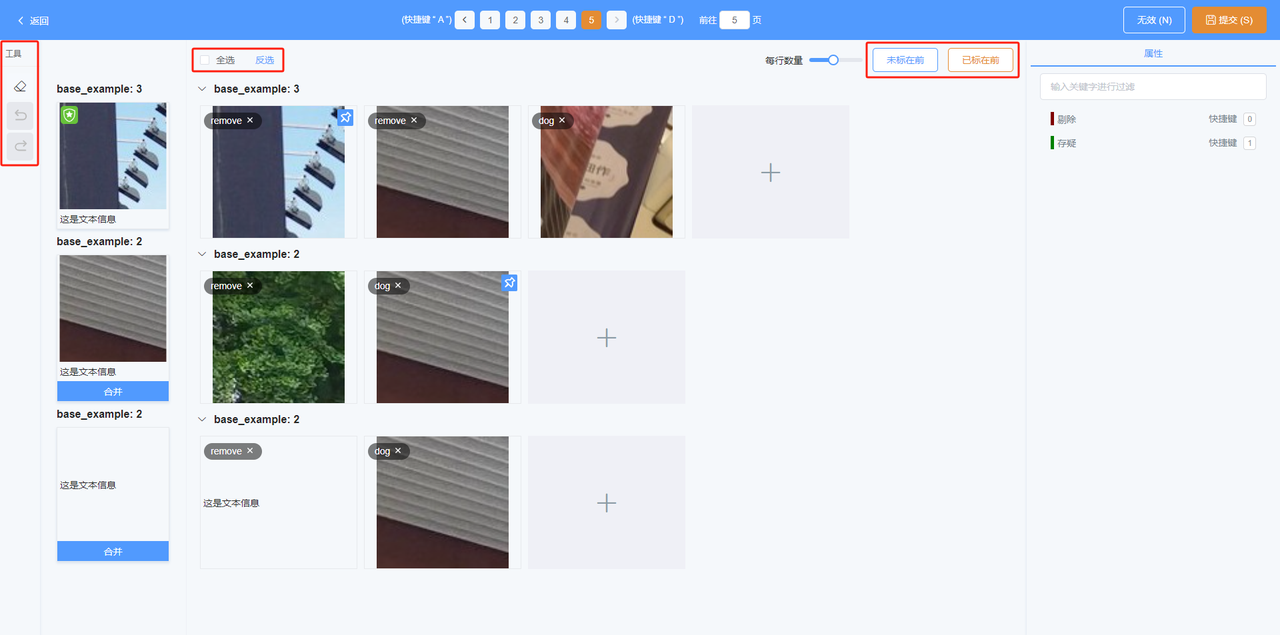 返回
(快捷键 " A ")
1
2
3
4
5
(快捷键 " D ")
前往 5 页
无效 (N)
提交 (S)
工具
全选
反选
每行数量
未标在前
已标在前
属性
输入关键字进行过滤
剔除 快捷键 0
存疑 快捷键 1
base_example: 3
这是文本信息
base_example: 2
这是文本信息
合并
base_example: 2
这是文本信息
合并
base_example: 3
remove ×
remove ×
dog ×
base_example: 2
remove ×
dog ×
base_example: 2
remove ×
dog ×
这是文本信息